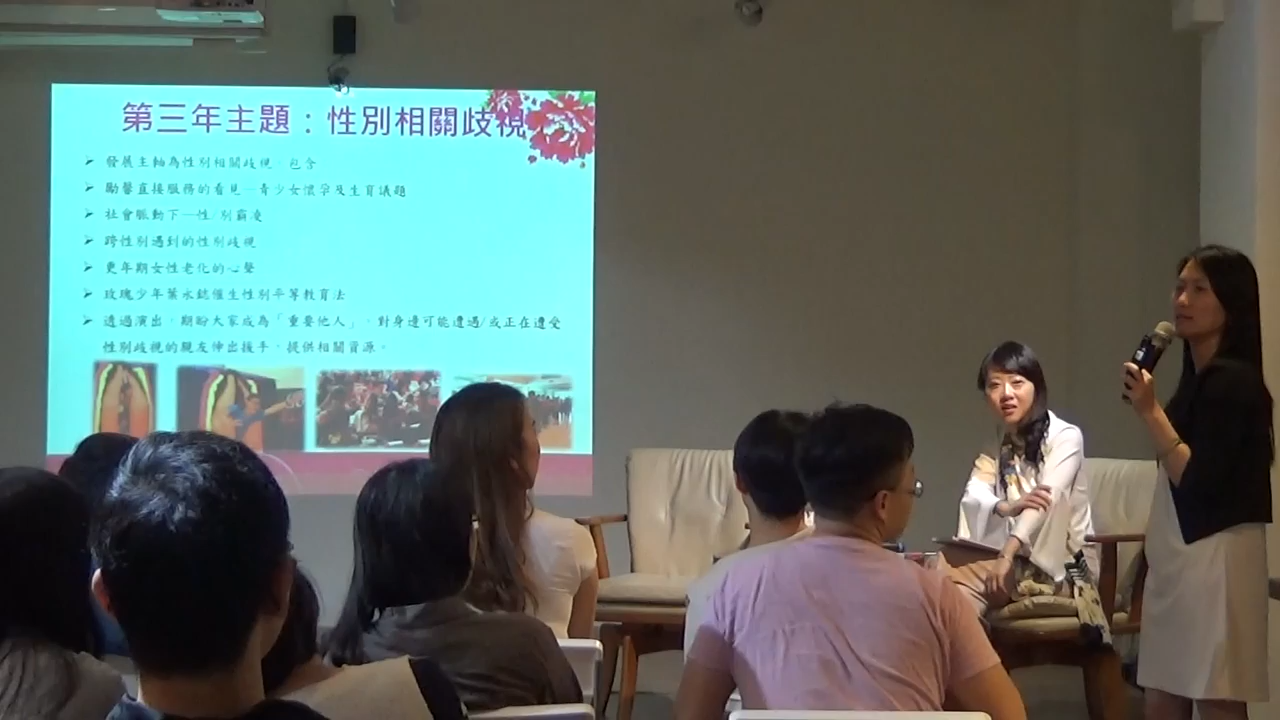 第三年主題：性別相關歧視
發展主軸為性別相關歧視，包含
勵馨直接服務的看見—青少女懷孕及生育議題
社會脈動下—性/別霸凌
跨性別遇到的性別歧視
更年期女性老化的心聲
玫瑰少年葉永鋕催生性別平等教育法
透過演出，期盼大家成為「重要他人」，對身邊可能遭遇/或正在遭受
性別歧視的親友伸出援手，提供相關資源。